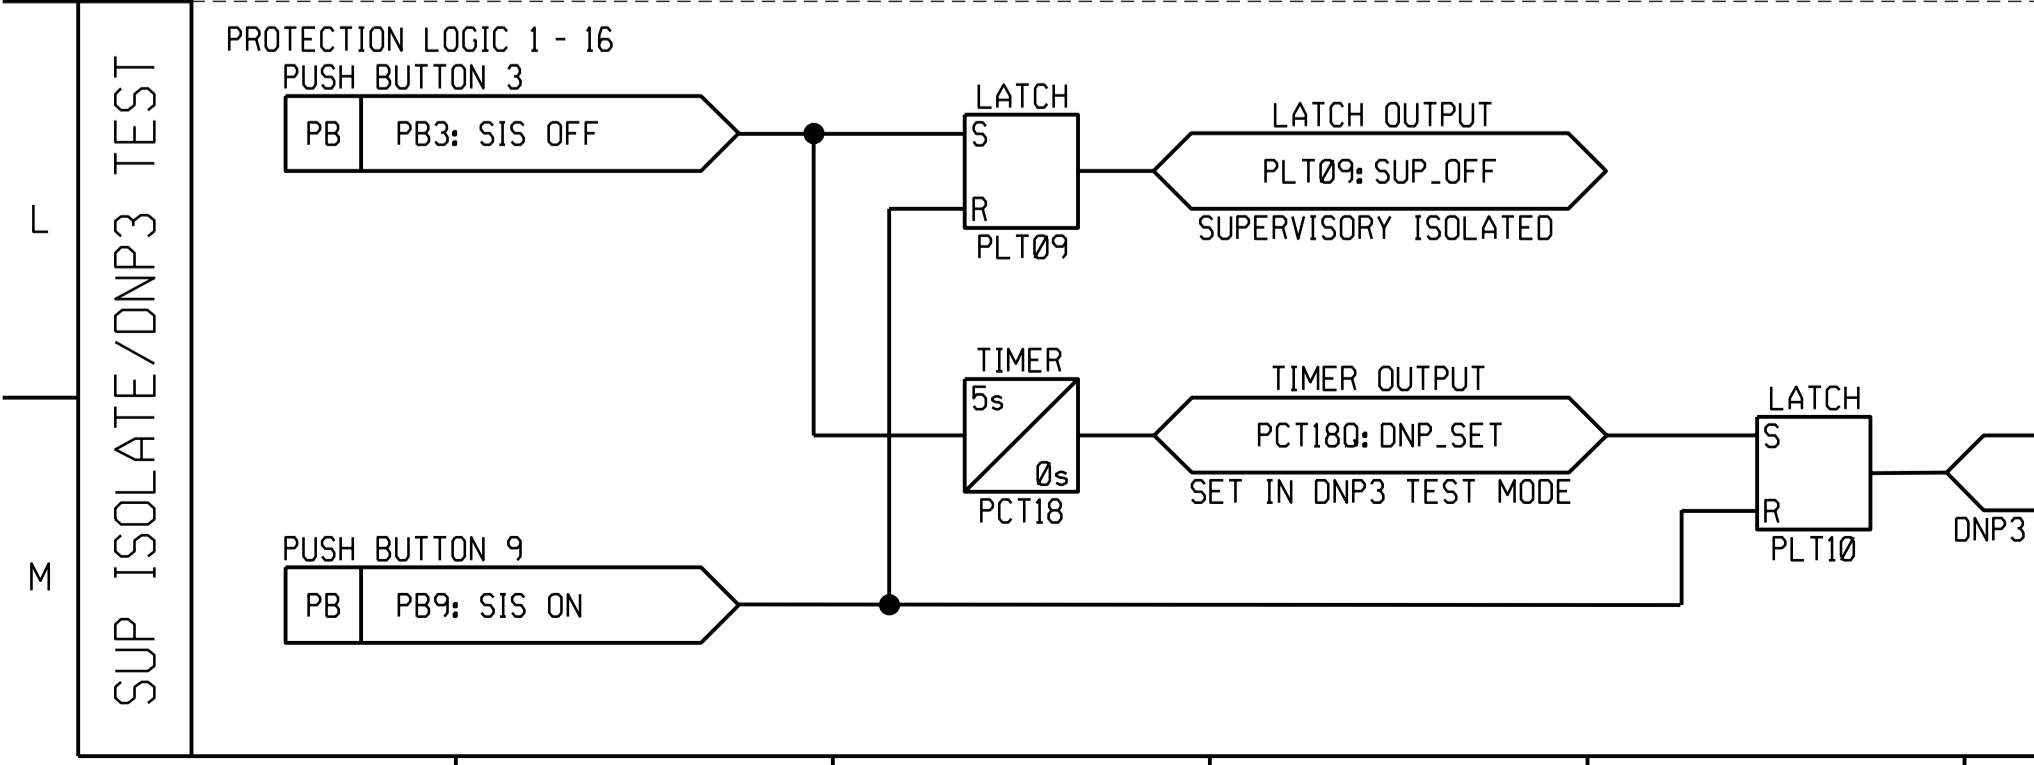 L
M
SUP ISOLATE/DNP3 TEST
PROTECTION LOGIC 1 - 16
PUSH BUTTON 3
PB
PB3: SIS OFF
LATCH
S
R
PLT09
LATCH OUTPUT
PLT09: SUP_OFF
SUPERVISORY ISOLATED
TIMER
5s
0s
PCT18
TIMER OUTPUT
PCT18Q: DNP_SET
SET IN DNP3 TEST MODE
LATCH
S
R
PLT10
DNP3
PUSH BUTTON 9
PB
PB9: SIS ON